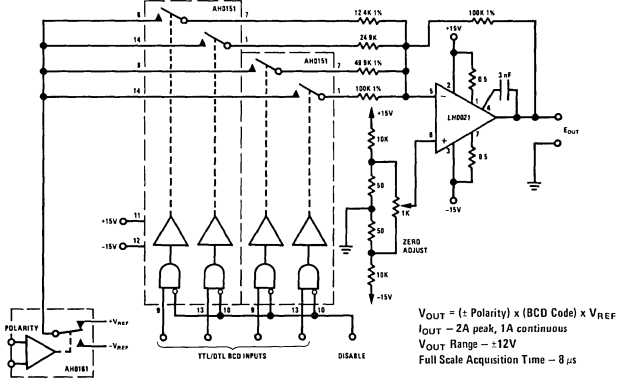 AH0151
6
7
12.4K 1%
100K 1%
14
1
24.9K
AH0151
+15V
8
7
49.9K 1%
2
0 5
3 nF
14
1
100K 1%
5
1
4
−
LH0021
+15V
6
+
7
EOUT
10K
3
0 5
50
−15V
1K
+15V
11
50
ZERO
ADJUST
−15V
12
10K
−15V
9
13
10
9
13
10
+VREF
POLARITY
−VREF
AH0161
TTL/DTL BCD INPUTS
DISABLE
VOUT = (± Polarity) x (BCD Code) x VREF
IOUT − 2A peak, 1A continuous
VOUT Range − ±12V
Full Scale Acquisition Time − 8 μs